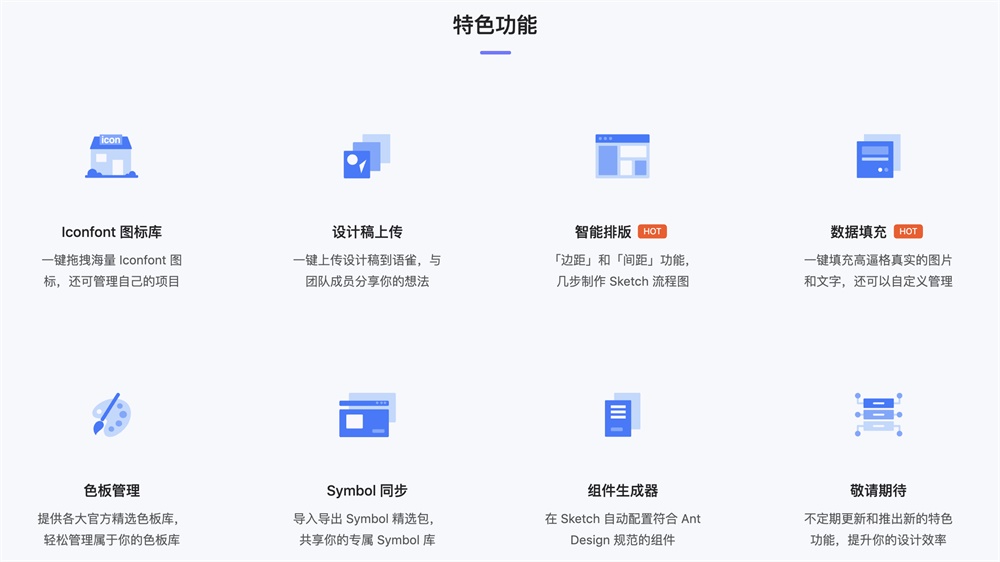 特色功能
icon
Iconfont 图标库
一键拖拽海量 Iconfont 图
标，还可管理自己的项目
设计稿上传
一键上传设计稿到语雀，与
团队成员分享你的想法
智能排版 HOT
「边距」和「间距」功能，
几步制作 Sketch 流程图
数据填充 HOT
一键填充高逼格真实的图片
和文字，还可以自定义管理
色板管理
提供各大官方精选色板库，
轻松管理属于你的色板库
Symbol 同步
导入导出 Symbol 精选包，
共享你的专属 Symbol 库
组件生成器
在 Sketch 自动配置符合 Ant
Design 规范的组件
敬请期待
不定期更新和推出新的特色
功能，提升你的设计效率